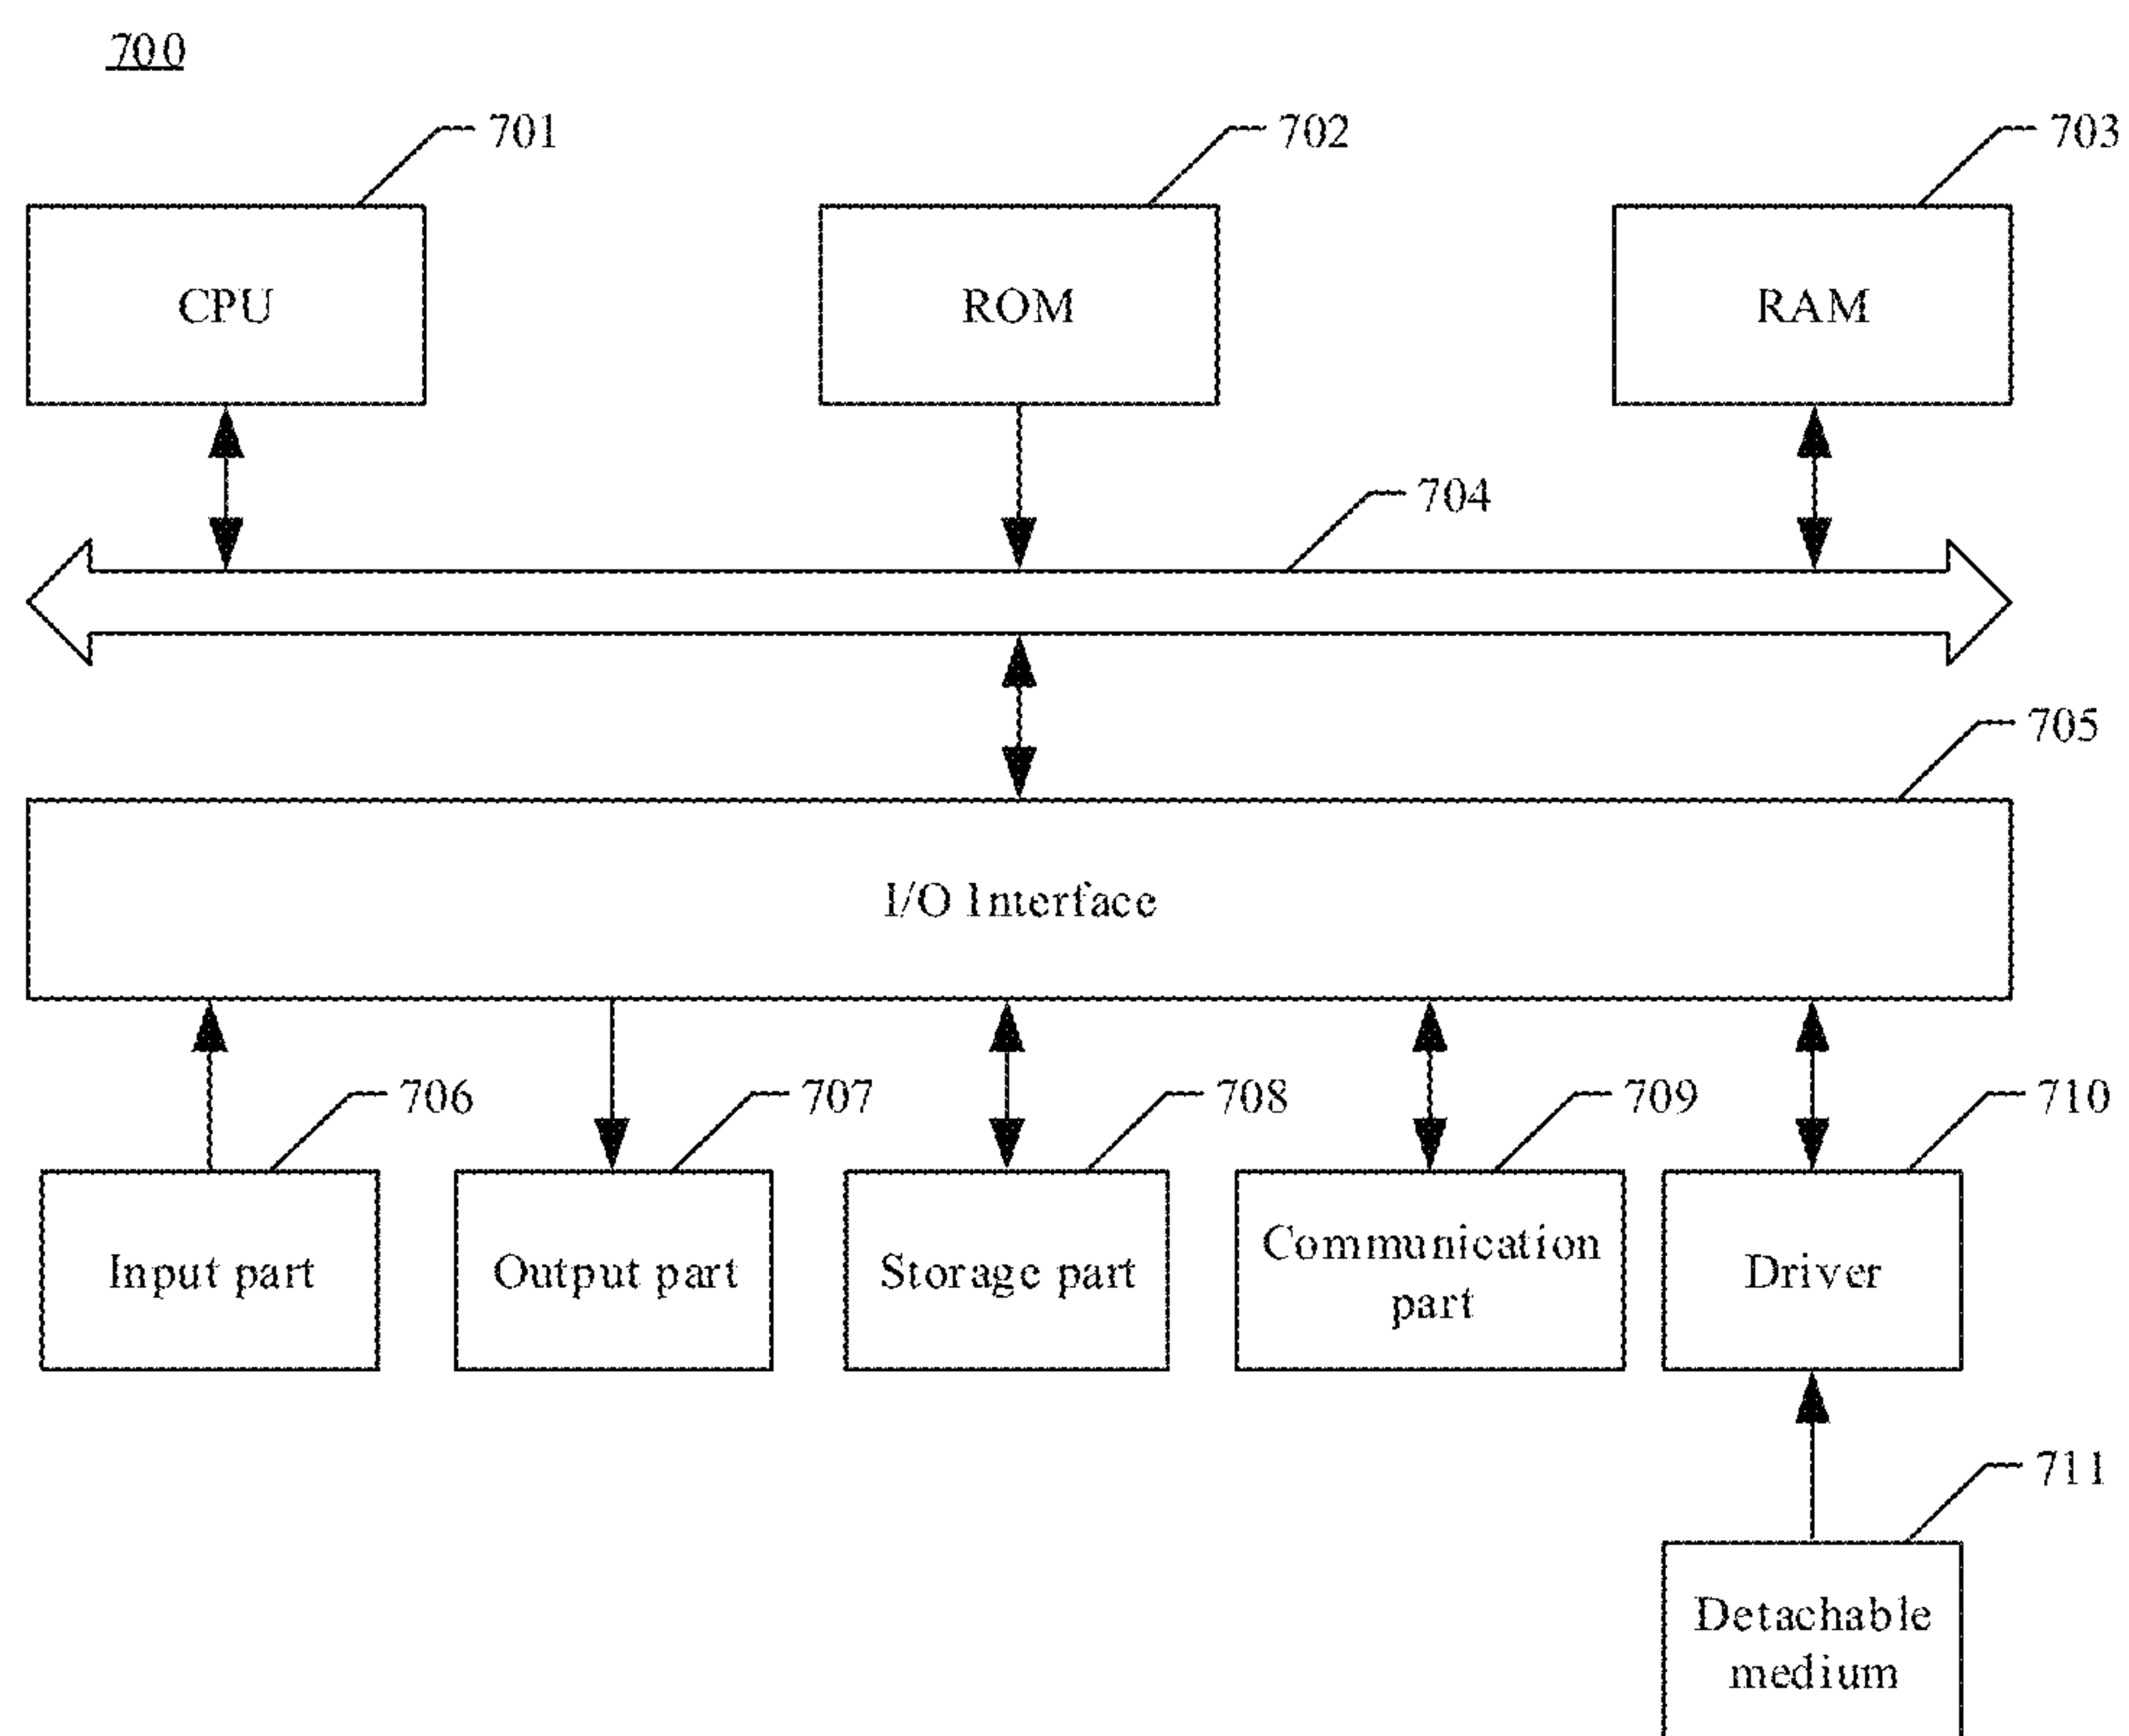 700
701
702
703
CPU
ROM
RAM
704
705
I/O Interface
706
707
708
709
710
Input part
Output part
Storage part
Communication
part
Driver
711
Detachable
medium